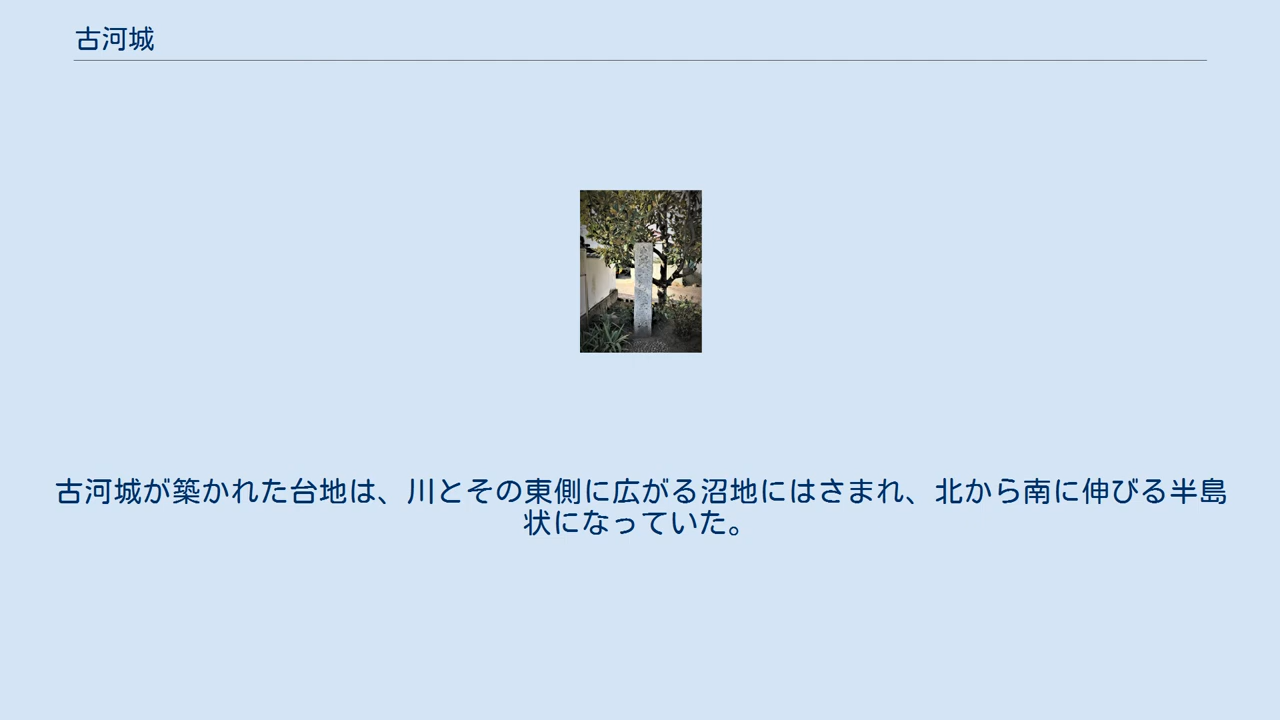 古河城
古河城が築かれた台地は、川とその東側に広がる沼地にはさまれ、北から南に伸びる半島
状になっていた。